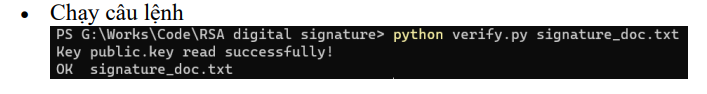 • Chạy câu lệnh
PS G:\Works\Code\RSA digital signature> python verify.py signature_doc.txt
Key public.key read successfully!
OK  signature_doc.txt